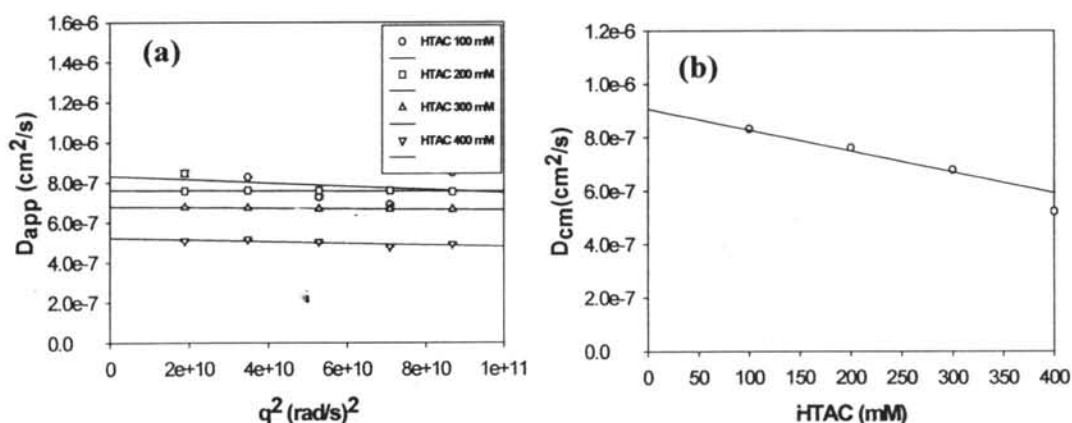 (a)
1.6e-6
1.4e-6
1.2e-6
1.0e-6
8.0e-7
6.0e-7
4.0e-7
2.0e-7
0.0
Dapp (cm2/s)
HTAC 100 mM
HTAC 200 mM
HTAC 300 mM
HTAC 400 mM
0 2e+10 4e+10 6e+10 8e+10 1e+11
q2 (rad/s)2
(b)
1.2e-6
1.0e-6
8.0e-7
6.0e-7
4.0e-7
2.0e-7
0.0
Dcm(cm2/s)
0 50 100 150 200 250 300 350 400
HTAC (mM)